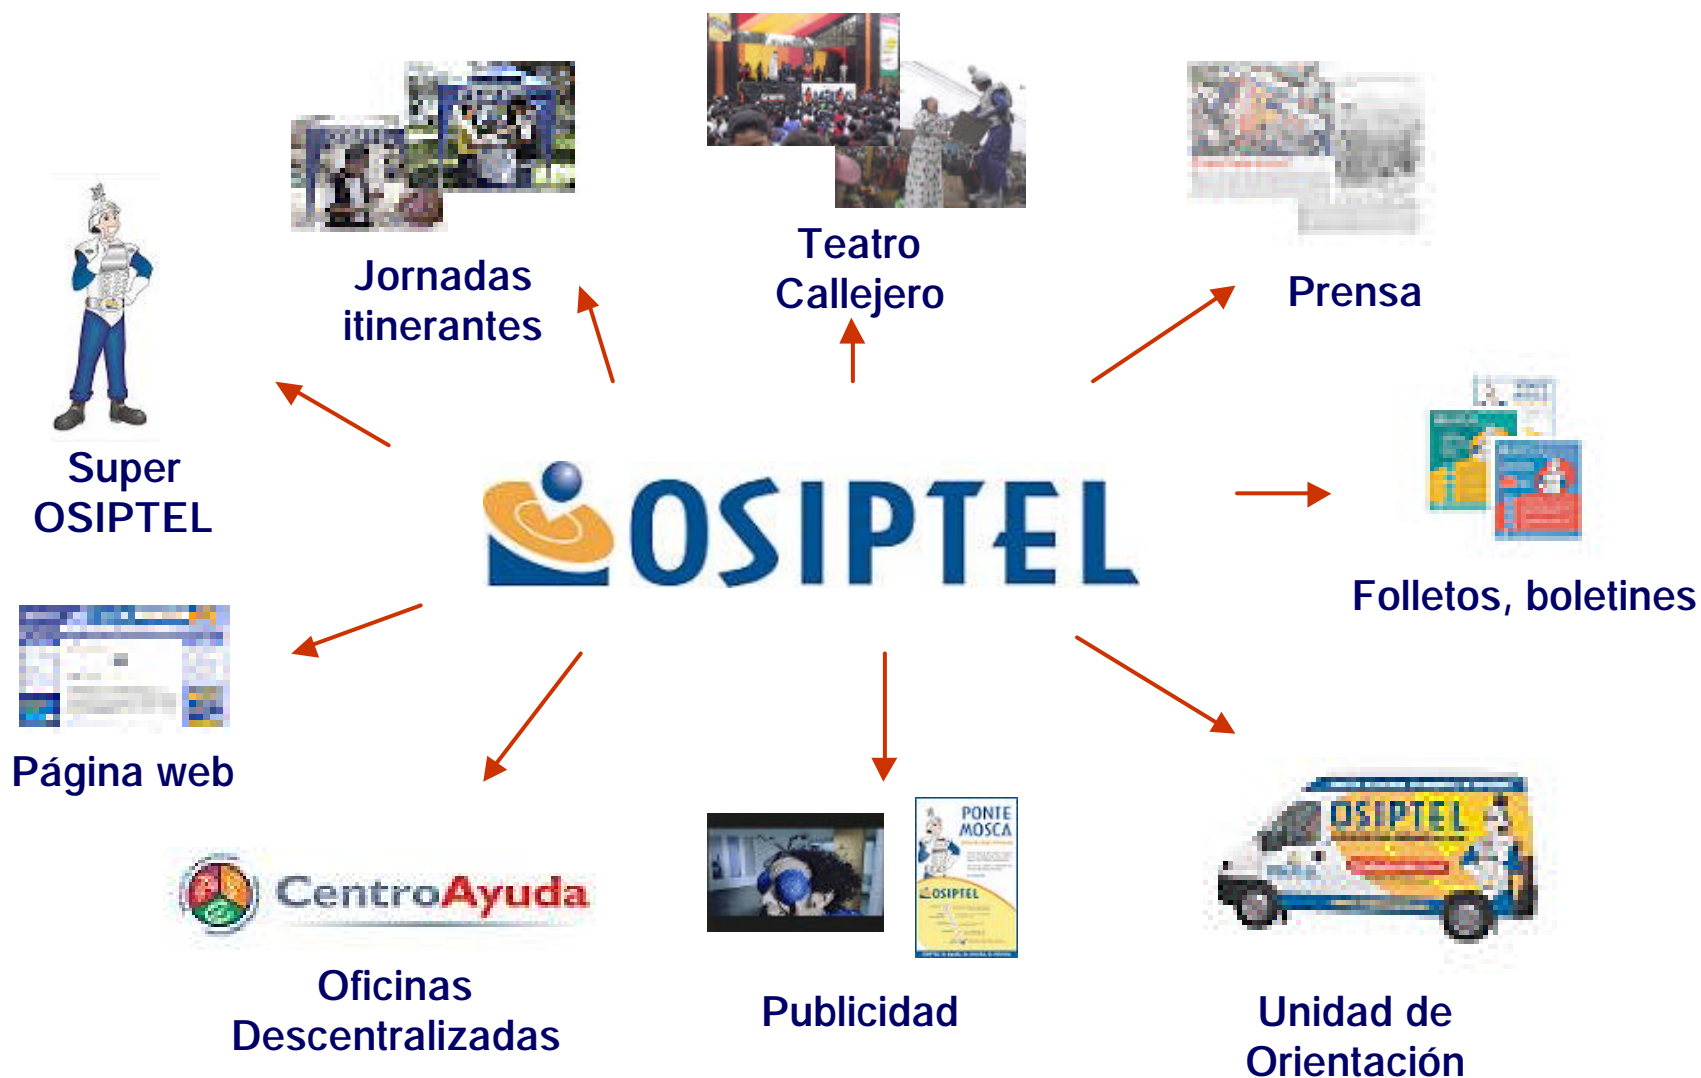 Teatro
Callejero
Jornadas
itinerantes
Prensa
Super
OSIPTEL
OSIPTEL
Folletos, boletines
Página web
PONTE
MOSCA
OSIPTEL
OSIPTEL
CentroAyuda
Oficinas
Descentralizadas
Publicidad
Unidad de
Orientación